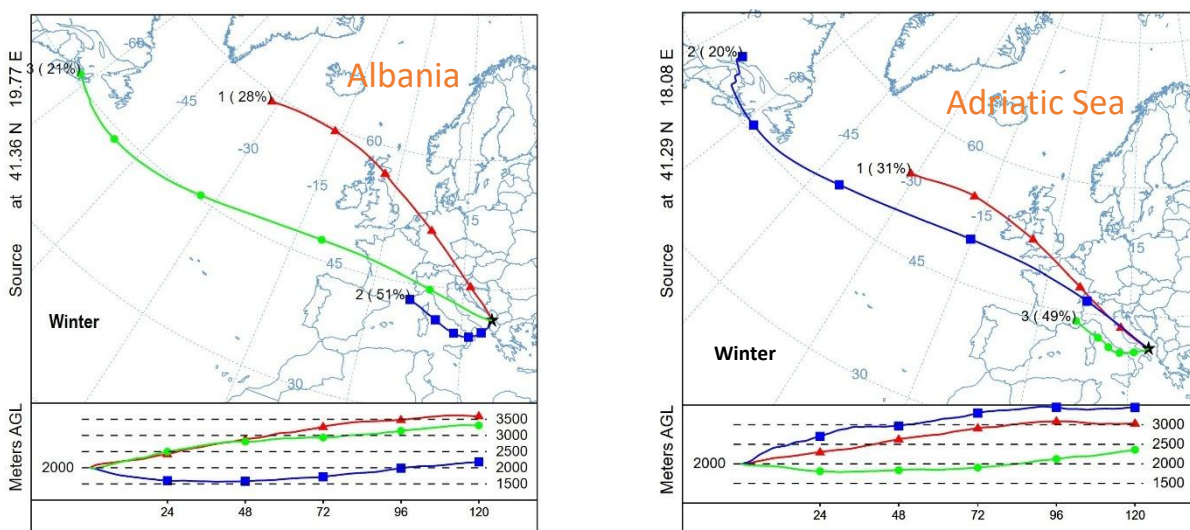 Albania
Source at 41.36 N 19.77 E
3 (21%)
1 ( 28%)
2 ( 51%)
-60
-45
-30
-15
0
15
60
45
30
Winter
Meters AGL
2000
3500
3000
2500
2000
1500
24 48 72 96 120
Adriatic Sea
Source at 41.29 N 18.08 E
2 ( 20%)
1 ( 31%)
3 ( 49%)
-75
-60
-45
-30
-15
0
15
60
45
30
Winter
Meters AGL
2000
3000
2500
2000
1500
24 48 72 96 120